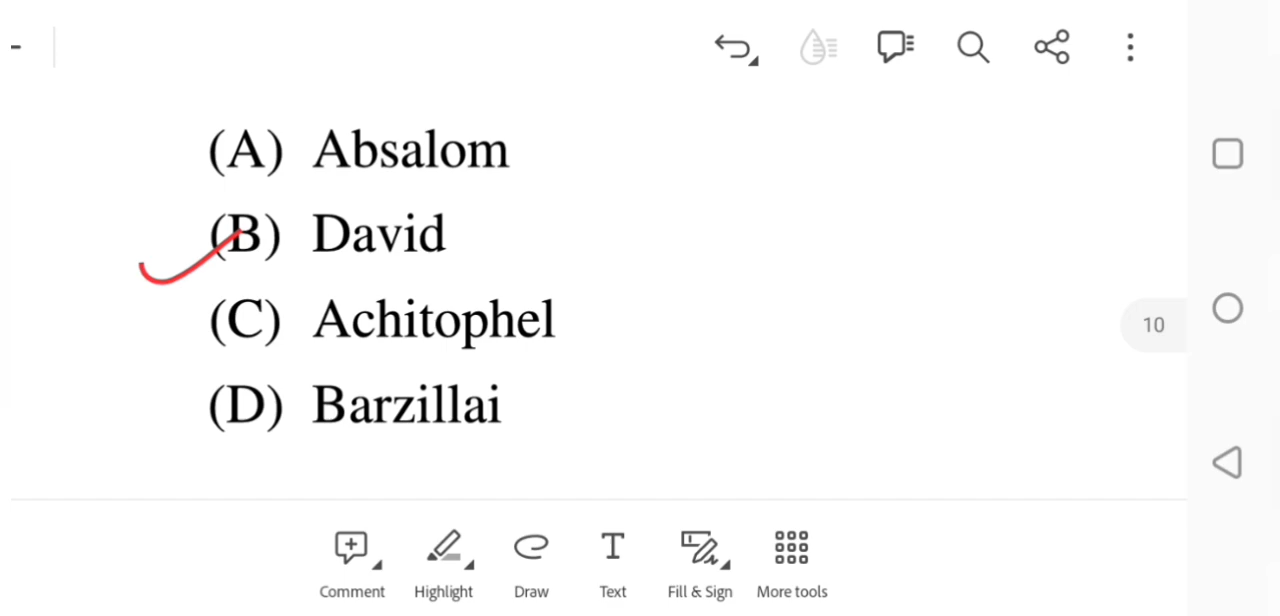 (A) Absalom
(B) David
(C) Achitophel
10
(D) Barzillai
Comment Highlight Draw Text Fill & Sign More tools